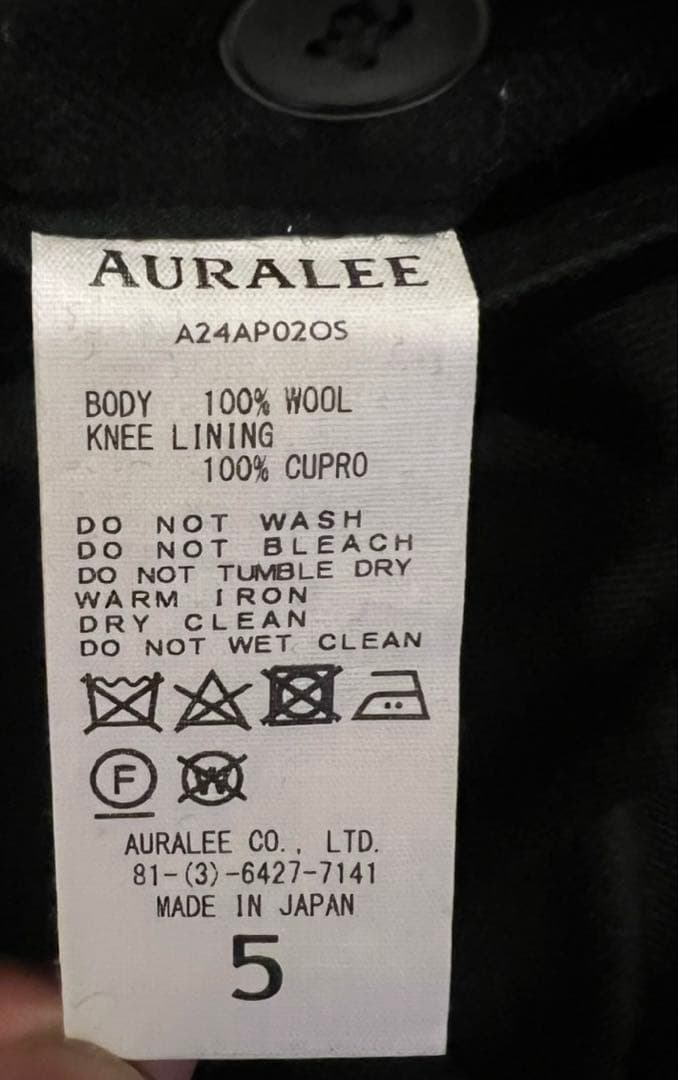 AURALEE
A24AP02OS
BODY 100% WOOL
KNEE LINING
100% CUPRO
DO NOT WASH
DO NOT BLEACH
DO NOT TUMBLE DRY
WARM IRON
DRY CLEAN
DO NOT WET CLEAN
F W
AURALEE CO., LTD.
81-(3)-6427-7141
MADE IN JAPAN
5